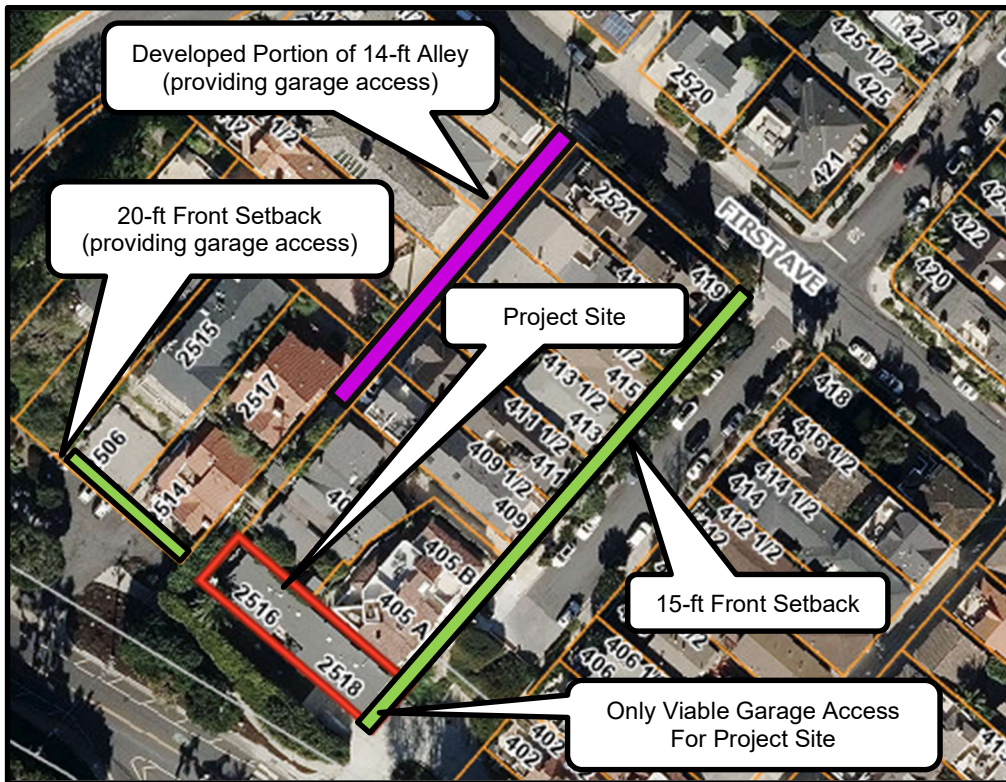 Developed Portion of 14-ft Alley
(providing garage access)
20-ft Front Setback
(providing garage access)
Project Site
15-ft Front Setback
Only Viable Garage Access
For Project Site
FIRST AVE
425 1/2
427
425
2520
421
422
420
2521
419
415
413 1/2
413
411 1/2
411
409 1/2
409
418
416 1/2
416
414 1/2
414
412 1/2
2515
2517
506
514
405 B
405 A
2516
2518
406
402